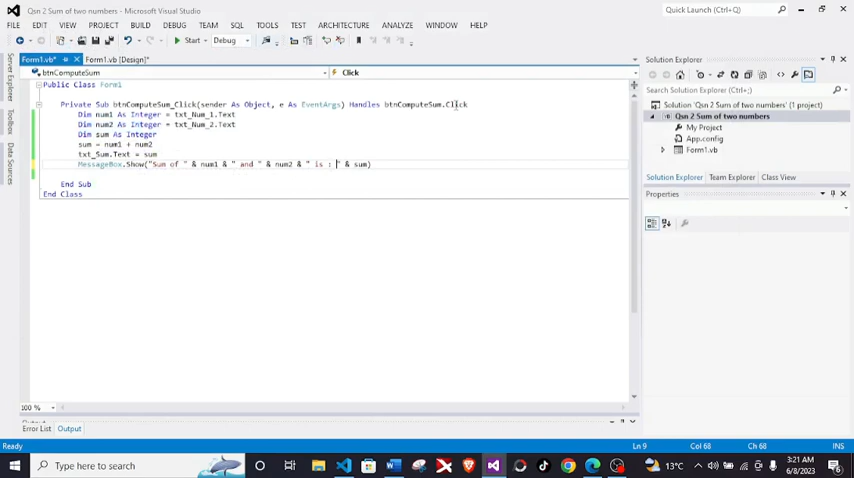 Qsn 2 Sum of two numbers - Microsoft Visual Studio
Quick Launch (Ctrl+Q)
FILE EDIT VIEW PROJECT BUILD DEBUG TEAM SQL TOOLS TEST ARCHITECTURE ANALYZE WINDOW HELP
Start Debug
Server Explorer
Toolbox
Data Sources
Form1.vb* Form1.vb [Design]*
btnComputeSum Click
Public Class Form1
Private Sub btnComputeSum_Click(sender As Object, e As EventArgs) Handles btnComputeSum.Click
Dim num1 As Integer = txt_Num_1.Text
Dim num2 As Integer = txt_Num_2.Text
Dim sum As Integer
sum = num1 + num2
txt_Sum.Text = sum
MessageBox.Show("Sum of " & num1 & " and " & num2 & " is : " & sum)
End Sub
End Class
100 %
Error List Output
Solution Explorer
Search Solution Explorer (Ctrl+;)
Solution 'Qsn 2 Sum of two numbers' (1 project)
Qsn 2 Sum of two numbers
My Project
App.config
Form1.vb
Solution Explorer Team Explorer Class View
Properties
Ready Ln 9 Col 68 Ch 68 INS
Type here to search
13°C
3:21 AM
6/8/2023